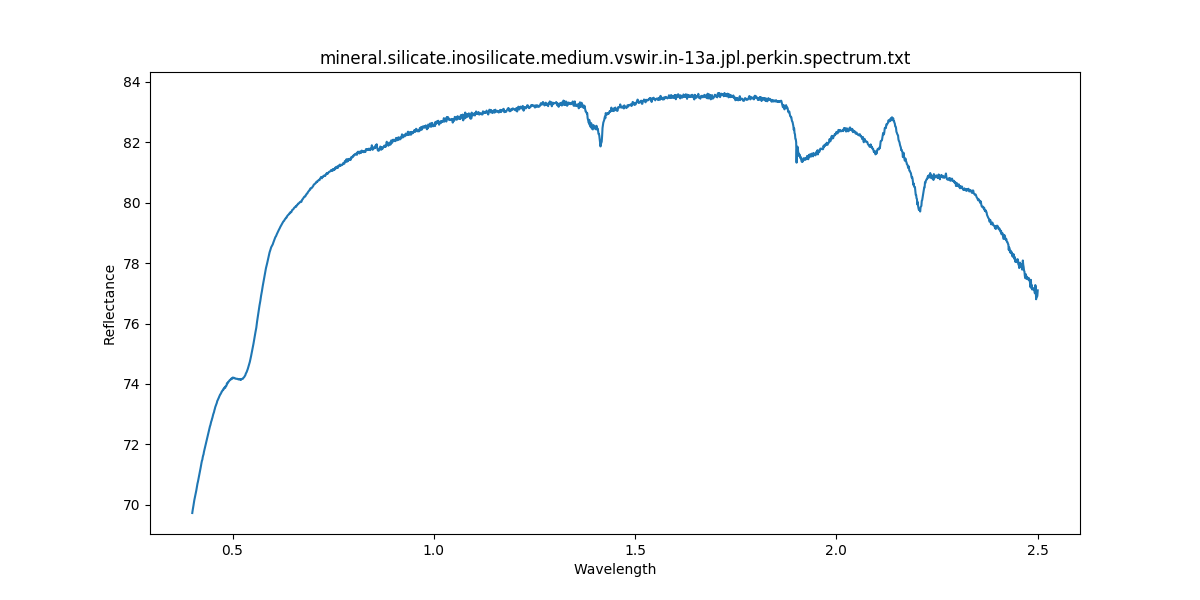 mineral.silicate.inosilicate.medium.vswir.in-13a.jpl.perkin.spectrum.txt
84
82
80
78
76
74
72
70
Reflectance
0.5 1.0 1.5 2.0 2.5
Wavelength